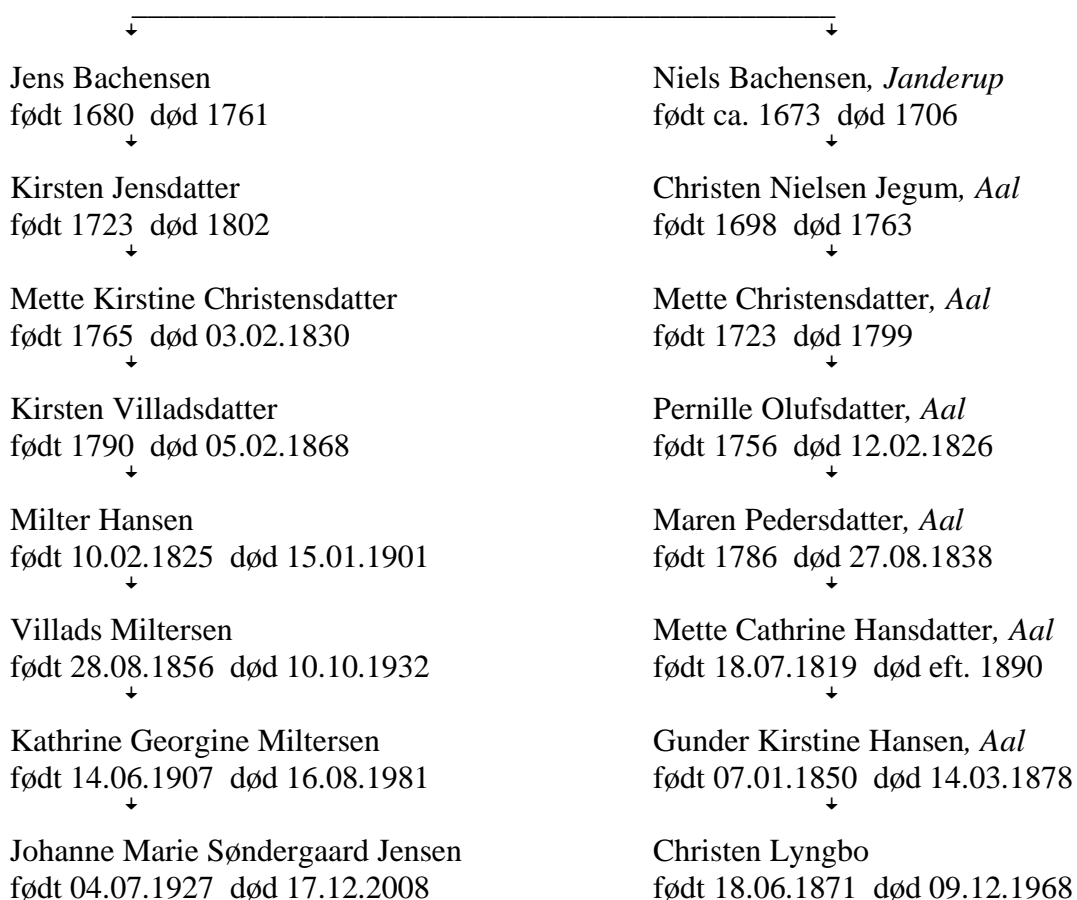 Jens Bachensen
født 1680 død 1761
Kirsten Jensdatter
født 1723 død 1802
Mette Kirstine Christensdatter
født 1765 død 03.02.1830
Kirsten Villadsdatter
født 1790 død 05.02.1868
Milter Hansen
født 10.02.1825 død 15.01.1901
Villads Miltersen
født 28.08.1856 død 10.10.1932
Kathrine Georgine Miltersen
født 14.06.1907 død 16.08.1981
Johanne Marie Søndergaard Jensen
født 04.07.1927 død 17.12.2008
Niels Bachensen, Janderup
født ca. 1673 død 1706
Christen Nielsen Jegum, Aal
født 1698 død 1763
Mette Christensdatter, Aal
født 1723 død 1799
Pernille Olufsdatter, Aal
født 1756 død 12.02.1826
Maren Pedersdatter, Aal
født 1786 død 27.08.1838
Mette Cathrine Hansdatter, Aal
født 18.07.1819 død eft. 1890
Gunder Kirstine Hansen, Aal
født 07.01.1850 død 14.03.1878
Christen Lyngbo
født 18.06.1871 død 09.12.1968